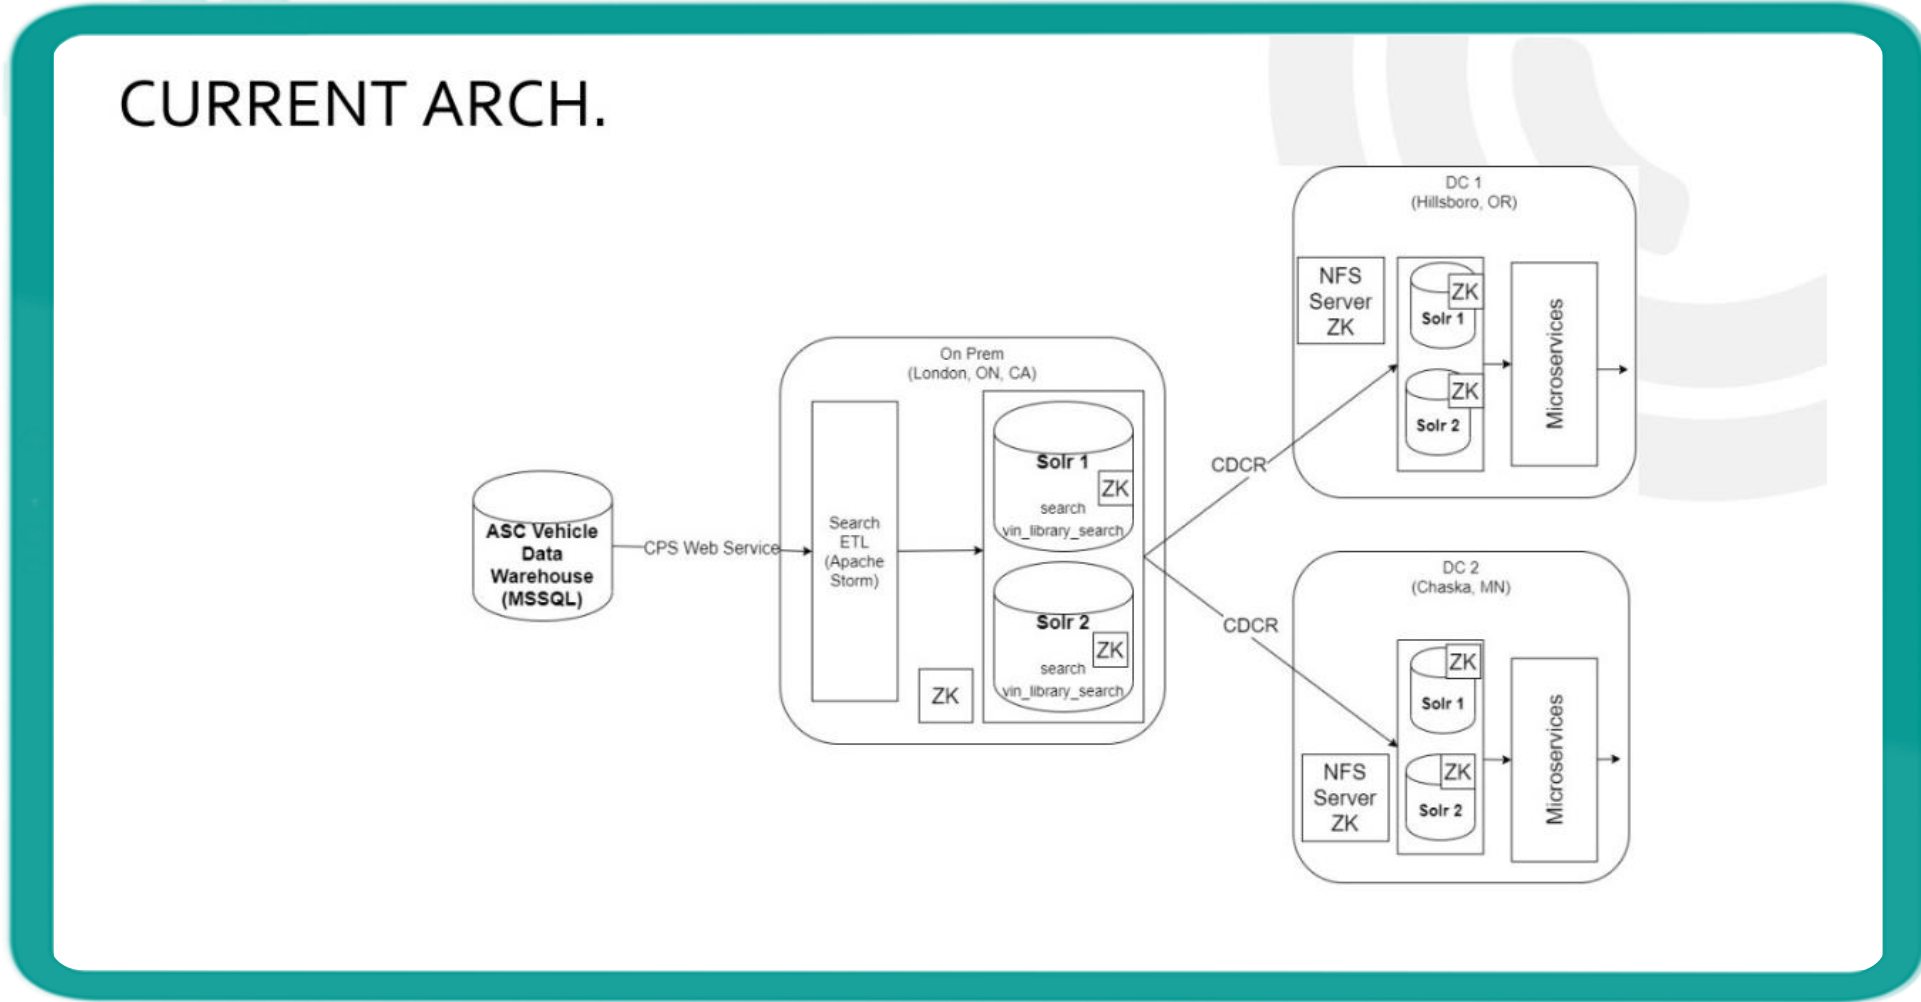 CURRENT ARCH.
ASC Vehicle
Data
Warehouse
(MSSQL)
CPS Web Service
On Prem
(London, ON, CA)
Search
ETL
(Apache
Storm)
ZK
Solr 1
ZK
search
vin_library_search
Solr 2
ZK
search
vin_library_search
CDCR
CDCR
DC 1
(Hillsboro, OR)
NFS
Server
ZK
ZK
Solr 1
ZK
Solr 2
Microservices
DC 2
(Chaska, MN)
NFS
Server
ZK
ZK
Solr 1
ZK
Solr 2
Microservices